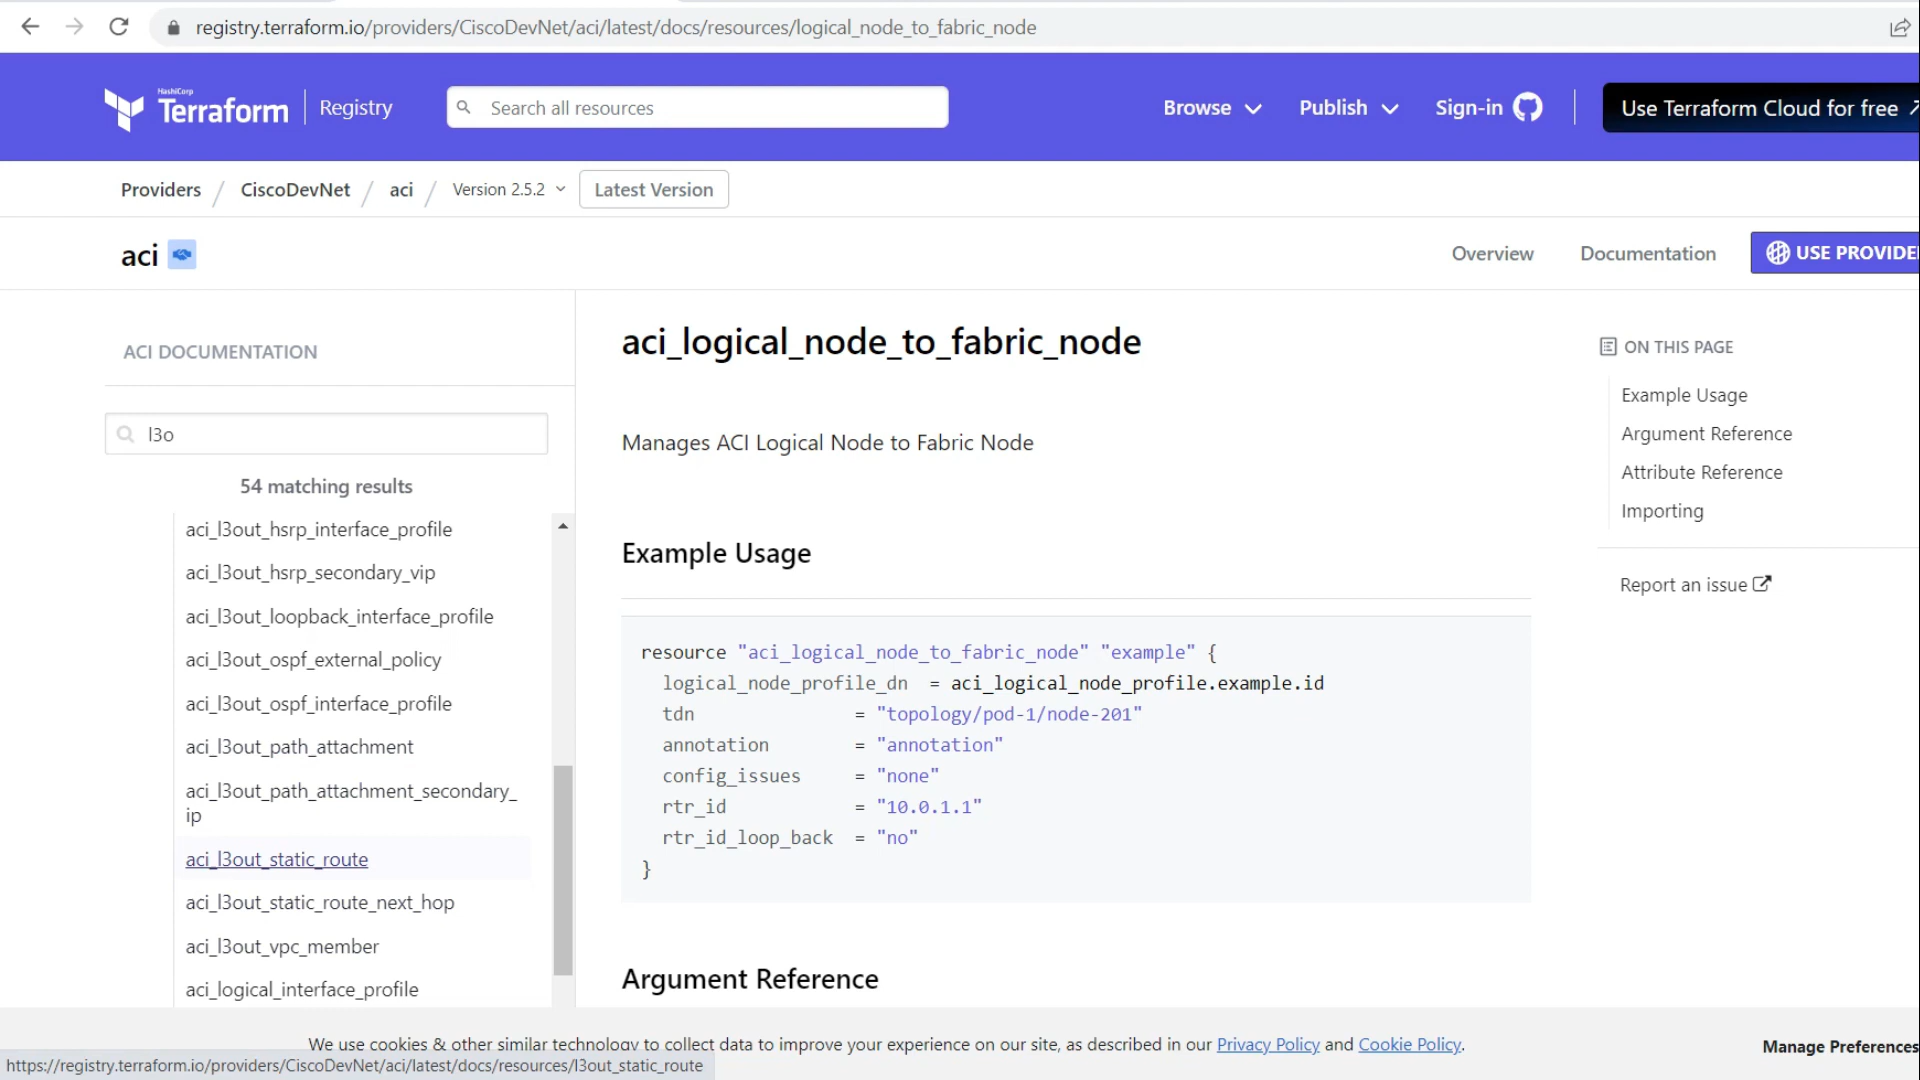 registry.terraform.io/providers/CiscoDevNet/aci/latest/docs/resources/logical_node_to_fabric_node
HashiCorp
Terraform
Registry
Search all resources
Browse
Publish
Sign-in
Use Terraform Cloud for free
Providers / CiscoDevNet / aci / Version 2.5.2
Latest Version
aci
Overview
Documentation
USE PROVIDE
ACI DOCUMENTATION
l3o
54 matching results
aci_l3out_hsrp_interface_profile
aci_l3out_hsrp_secondary_vip
aci_l3out_loopback_interface_profile
aci_l3out_ospf_external_policy
aci_l3out_ospf_interface_profile
aci_l3out_path_attachment
aci_l3out_path_attachment_secondary_
ip
aci_l3out_static_route
aci_l3out_static_route_next_hop
aci_l3out_vpc_member
aci_logical_interface_profile
aci_logical_node_to_fabric_node
Manages ACI Logical Node to Fabric Node
Example Usage
resource "aci_logical_node_to_fabric_node" "example" {
logical_node_profile_dn = aci_logical_node_profile.example.id
tdn = "topology/pod-1/node-201"
annotation = "annotation"
config_issues = "none"
rtr_id = "10.0.1.1"
rtr_id_loop_back = "no"
}
Argument Reference
ON THIS PAGE
Example Usage
Argument Reference
Attribute Reference
Importing
Report an issue
We use cookies & other similar technology to collect data to improve your experience on our site, as described in our Privacy Policy and Cookie Policy.
Manage Preferences
https://registry.terraform.io/providers/CiscoDevNet/aci/latest/docs/resources/l3out_static_route